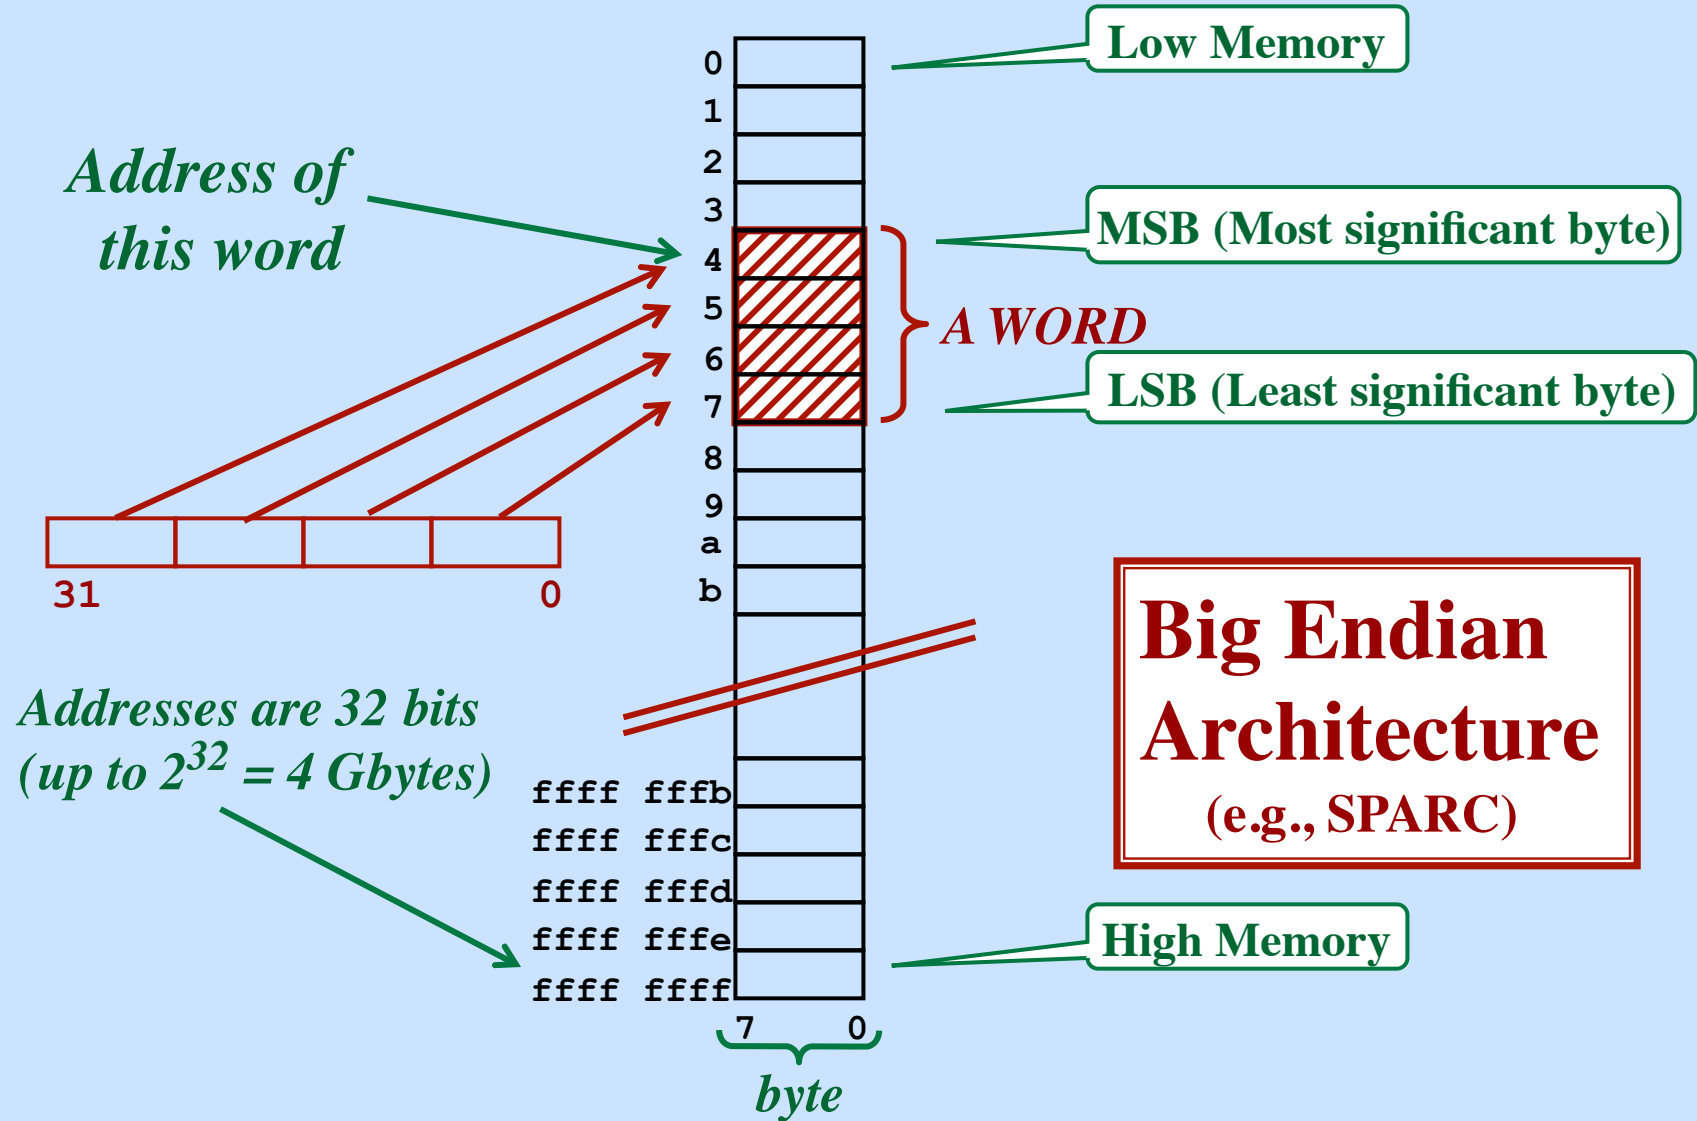 Low Memory
0
1
2
3
4
5
6
7
8
9
a
b
Address of
this word
MSB (Most significant byte)
A WORD
LSB (Least significant byte)
31 0
Big Endian
Architecture
(e.g., SPARC)
Addresses are 32 bits
(up to 2³² = 4 Gbytes)
ffff fffb
ffff fffc
ffff fffd
ffff fffe
ffff ffff
High Memory
7 0
byte